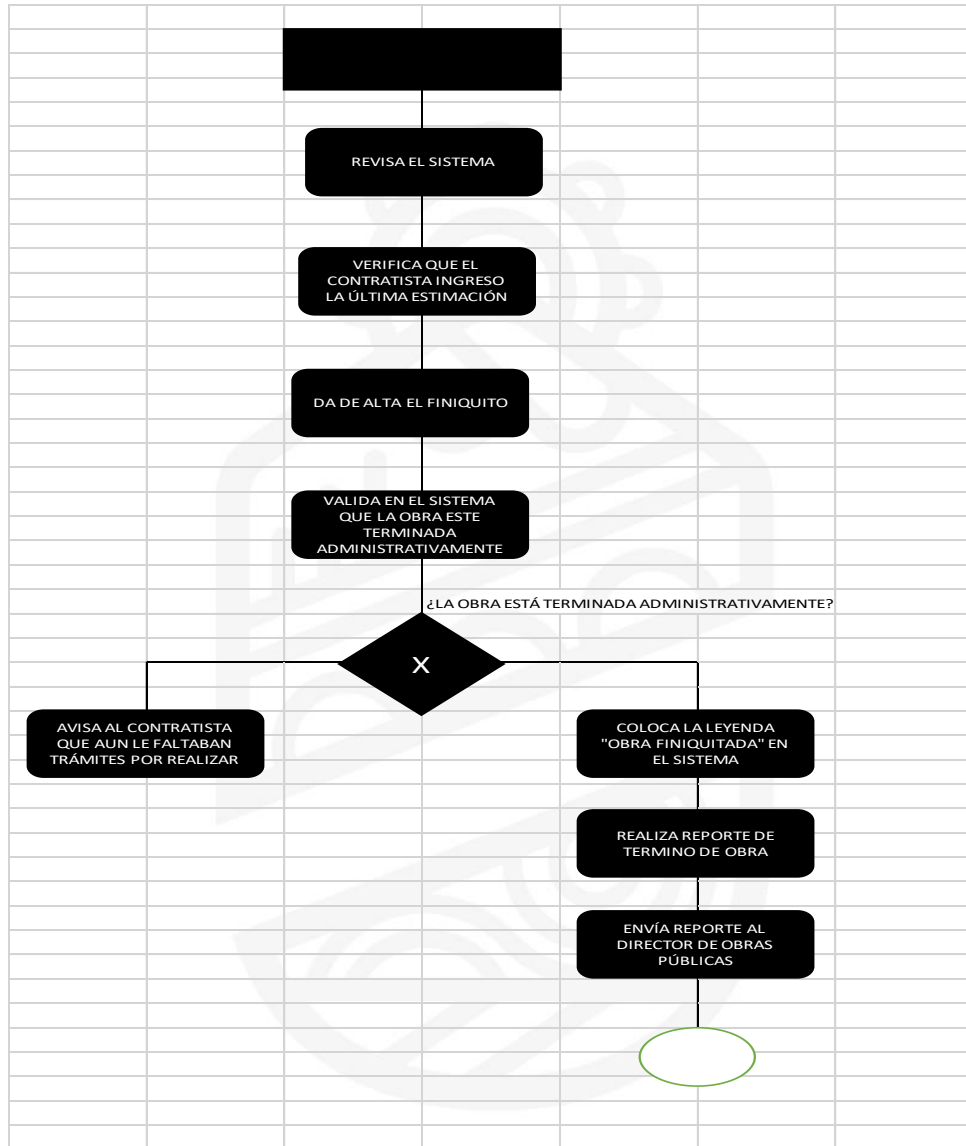 REVISA EL SISTEMA
VERIFICA QUE EL
CONTRATISTA INGRESO
LA ÚLTIMA ESTIMACIÓN
DA DE ALTA EL FINIQUITO
VALIDA EN EL SISTEMA
QUE LA OBRA ESTE
TERMINADA
ADMINISTRATIVAMENTE
¿LA OBRA ESTÁ TERMINADA ADMINISTRATIVAMENTE?
X
AVISA AL CONTRATISTA
QUE AUN LE FALTABAN
TRÁMITES POR REALIZAR
COLOCA LA LEYENDA
"OBRA FINIQUITADA" EN
EL SISTEMA
REALIZA REPORTE DE
TERMINO DE OBRA
ENVÍA REPORTE AL
DIRECTOR DE OBRAS
PÚBLICAS